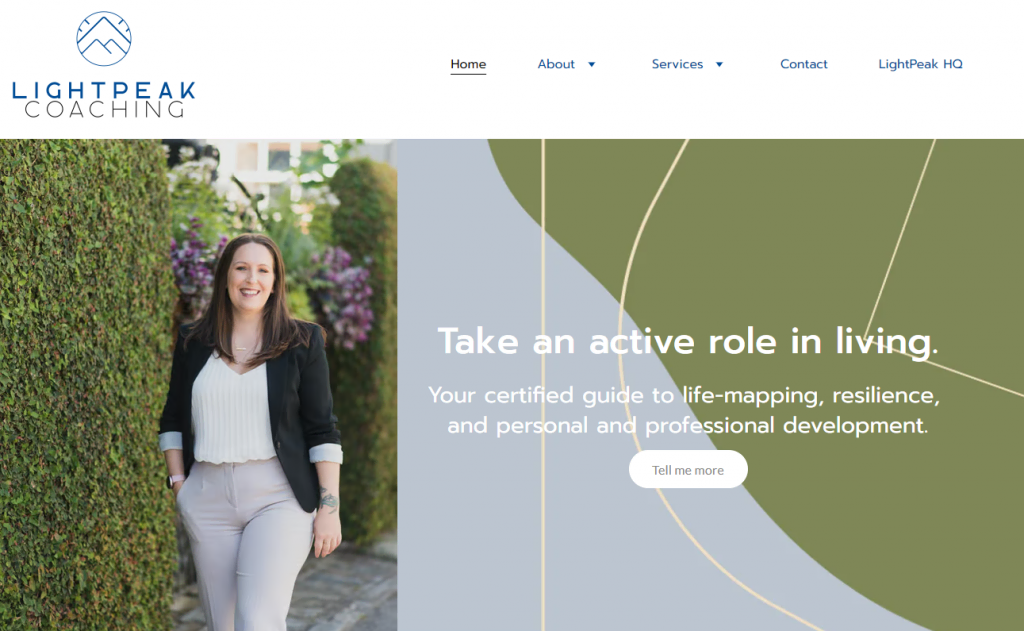 LIGHTPEAK
COACHING
Home
About
Services
Contact
LightPeak HQ
Take an active role in living.
Your certified guide to life-mapping, resilience,
and personal and professional development.
Tell me more